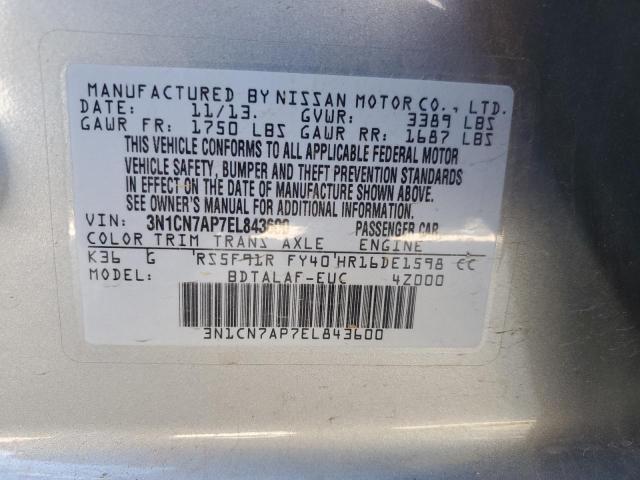 MANUFACTURED BY NISSAN MOTOR CO., LTD.
DATE: 11/13. GVWR: 3389 LBS
GAWR FR: 1750 LBS GAWR RR: 1687 LBS
THIS VEHICLE CONFORMS TO ALL APPLICABLE FEDERAL MOTOR
VEHICLE SAFETY, BUMPER AND THEFT PREVENTION STANDARDS
IN EFFECT ON THE DATE OF MANUFACTURE SHOWN ABOVE.
SEE OWNER'S MANUAL FOR ADDITIONAL INFORMATION.
VIN: 3N1CN7AP7EL843600 PASSENGER CAR
COLOR TRIM TRANS AXLE ENGINE
K36 G RS5F91R FY40 HR16DE1598 CC
MODEL: BDTALAF-EUC 4Z000
3N1CN7AP7EL843600